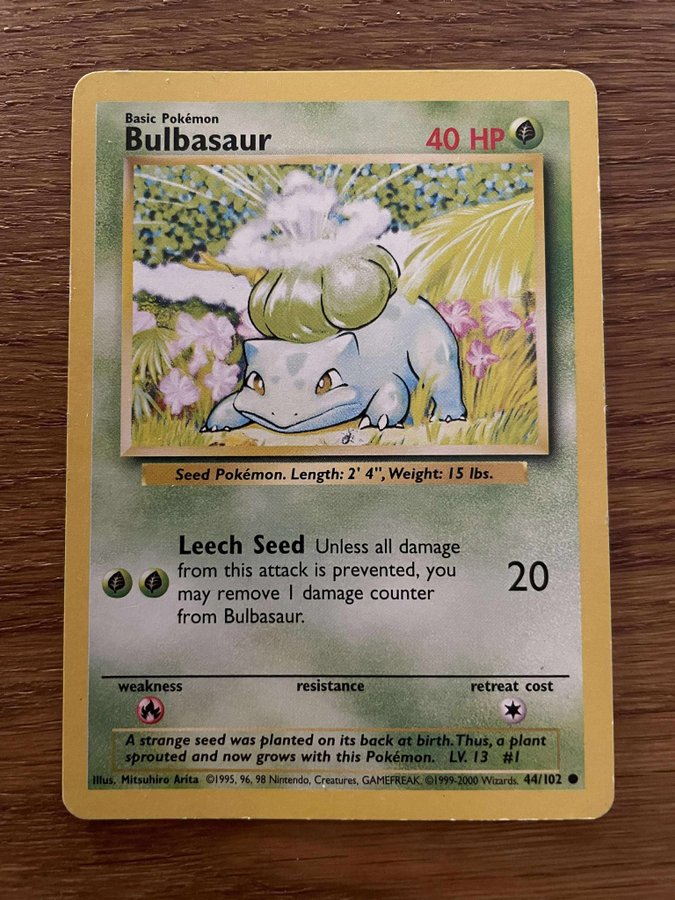 Basic Pokémon
Bulbasaur 40 HP
Seed Pokémon. Length: 2' 4", Weight: 15 lbs.
Leech Seed Unless all damage
from this attack is prevented, you
may remove 1 damage counter
from Bulbasaur.
20
weakness resistance retreat cost
A strange seed was planted on its back at birth. Thus, a plant
sprouted and now grows with this Pokémon. LV. 13 #1
Illus. Mitsuhiro Arita ©1995, 96, 98 Nintendo, Creatures, GAMEFREAK. ©1999-2000 Wizards. 44/102